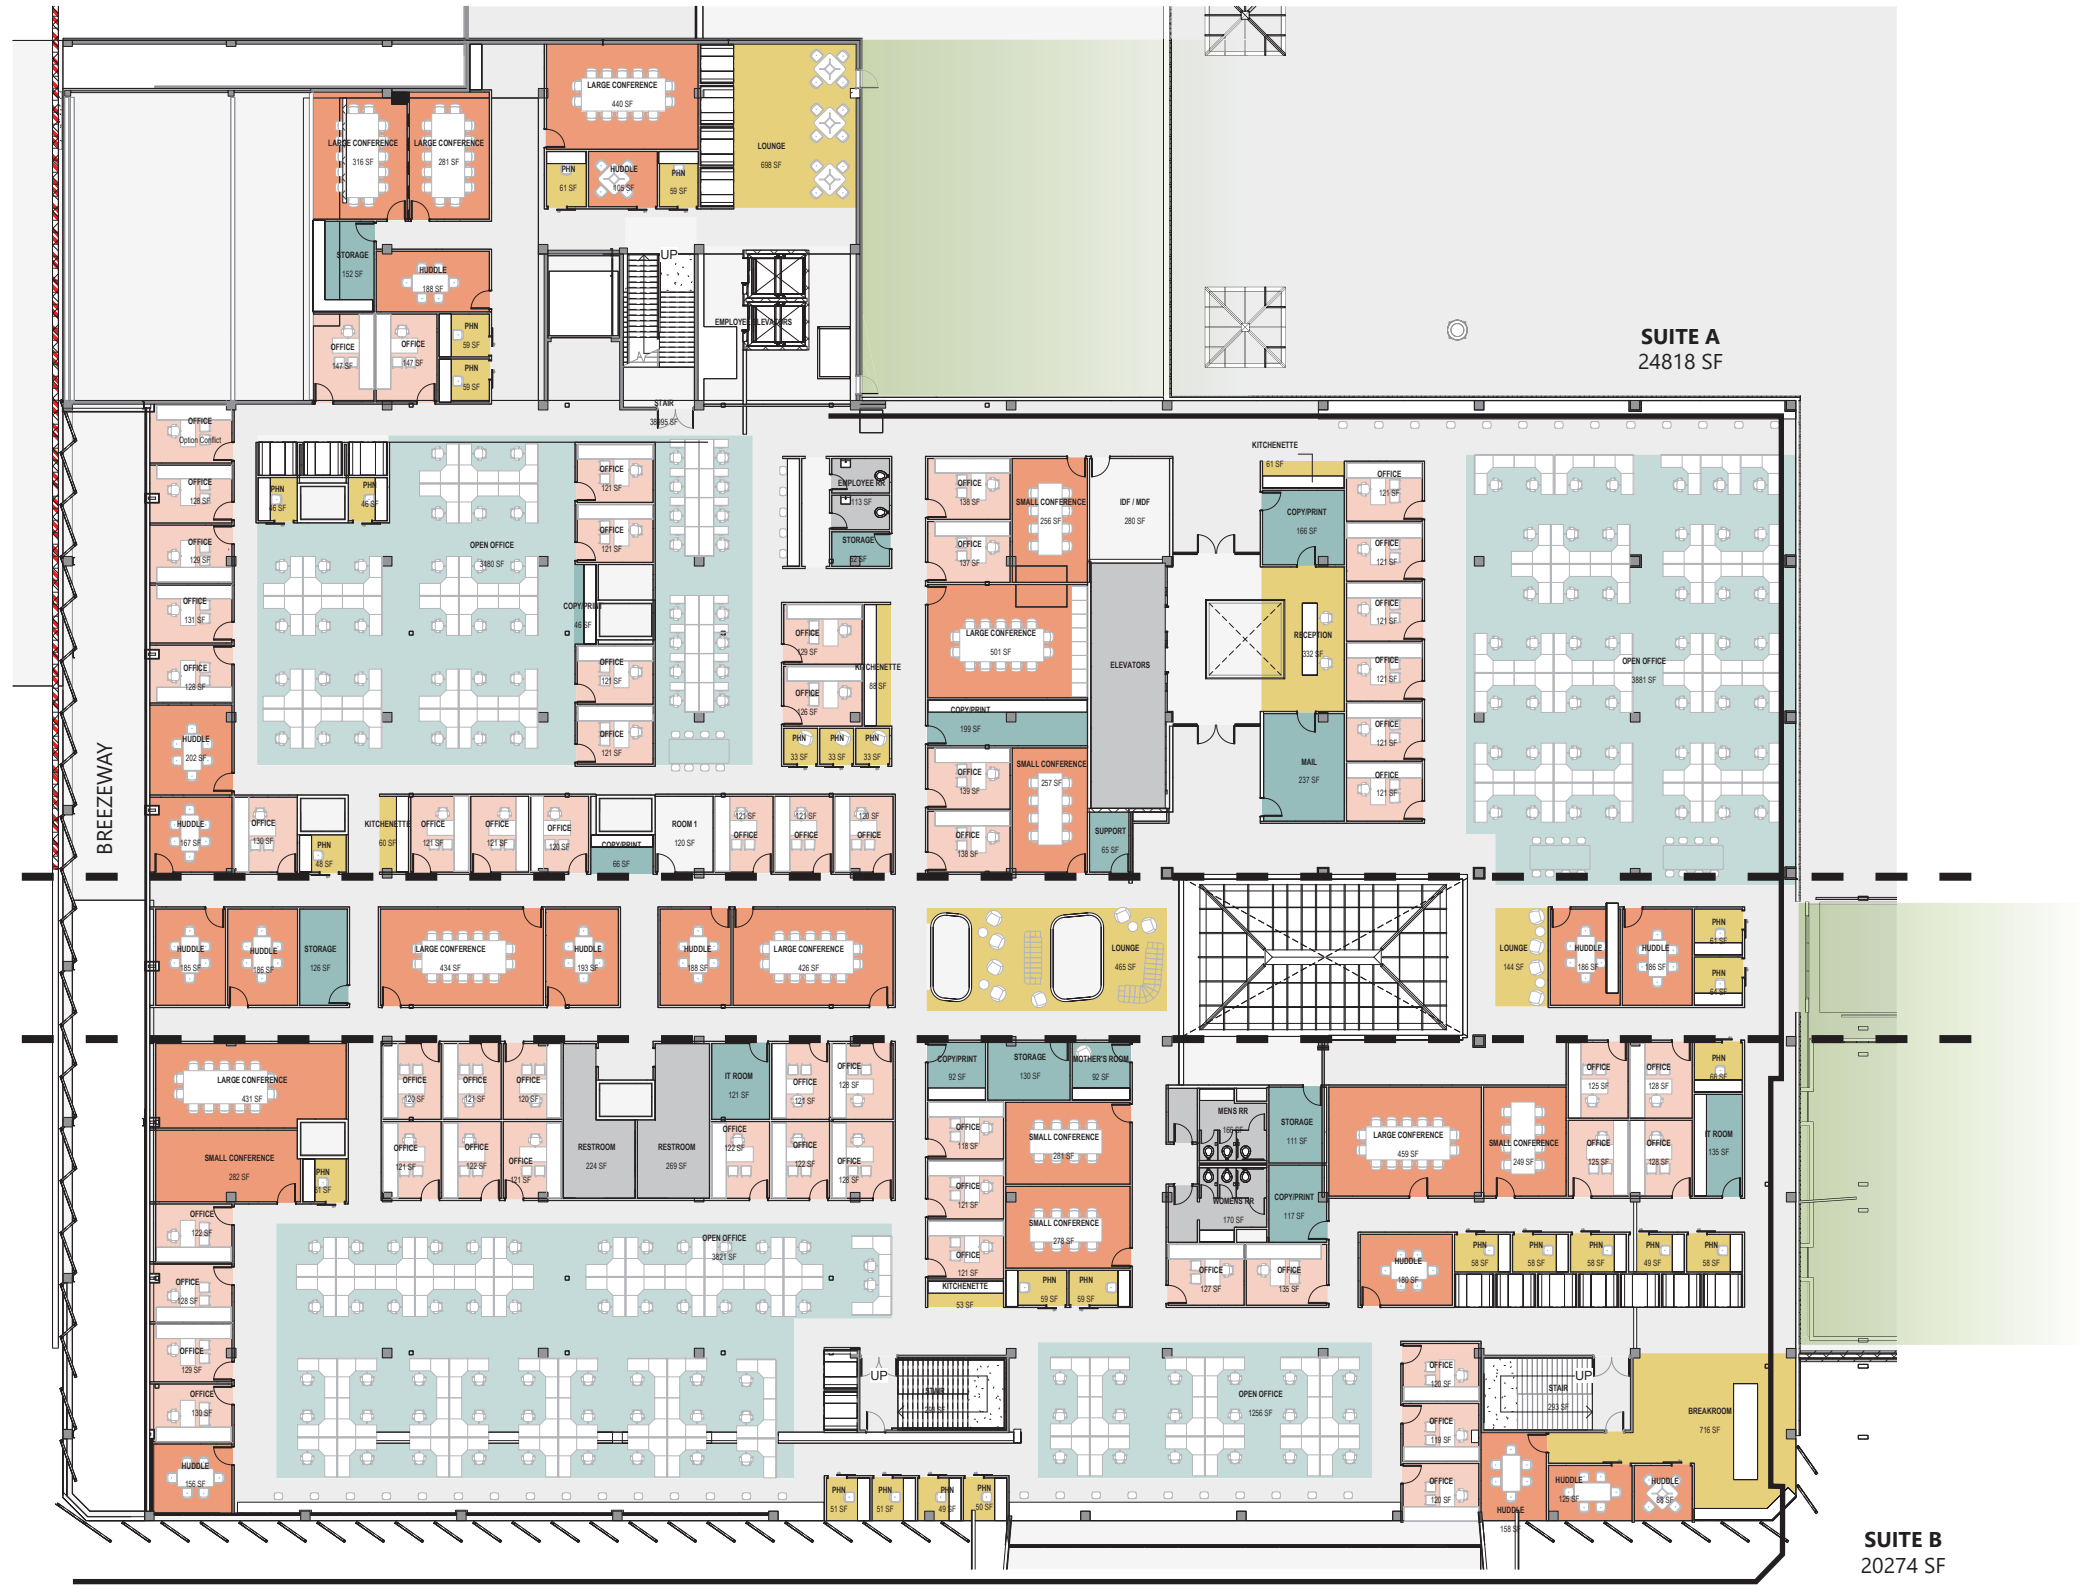 LARGE CONFERENCE
440 SF
LOUNGE
698 SF
LARGE CONFERENCE
316 SF
LARGE CONFERENCE
281 SF
PHN
61 SF
HUDDLE
105 SF
PHN
59 SF
STORAGE
152 SF
HUDDLE
188 SF
UP
EMPLOYEE ELEVATORS
OFFICE
147 SF
OFFICE
147 SF
PHN
59 SF
PHN
59 SF
SUITE A
24818 SF
STAIR
OFFICE
Option Conflict
OFFICE
128 SF
PHN
46 SF
PHN
46 SF
OFFICE
129 SF
OPEN OFFICE
3480 SF
OFFICE
121 SF
OFFICE
121 SF
EMPLOYEE RR
113 SF
STORAGE
62 SF
OFFICE
138 SF
OFFICE
137 SF
SMALL CONFERENCE
256 SF
IDF / MDF
280 SF
KITCHENETTE
61 SF
COPY/PRINT
166 SF
OFFICE
121 SF
OFFICE
121 SF
OFFICE
131 SF
COPY/PRINT
46 SF
OFFICE
129 SF
KITCHENETTE
88 SF
LARGE CONFERENCE
501 SF
ELEVATORS
RECEPTION
332 SF
OFFICE
121 SF
OFFICE
121 SF
OPEN OFFICE
3881 SF
OFFICE
128 SF
OFFICE
121 SF
OFFICE
126 SF
COPY/PRINT
199 SF
OFFICE
121 SF
HUDDLE
202 SF
OFFICE
121 SF
PHN
33 SF
PHN
33 SF
PHN
33 SF
OFFICE
139 SF
SMALL CONFERENCE
257 SF
MAIL
237 SF
OFFICE
121 SF
BREEZEWAY
HUDDLE
167 SF
OFFICE
130 SF
PHN
48 SF
KITCHENETTE
60 SF
OFFICE
121 SF
OFFICE
121 SF
OFFICE
120 SF
COPY/PRINT
66 SF
ROOM 1
120 SF
121 SF
OFFICE
121 SF
OFFICE
120 SF
OFFICE
OFFICE
138 SF
SUPPORT
65 SF
HUDDLE
185 SF
HUDDLE
186 SF
STORAGE
126 SF
LARGE CONFERENCE
434 SF
HUDDLE
193 SF
HUDDLE
188 SF
LARGE CONFERENCE
426 SF
LOUNGE
465 SF
LOUNGE
144 SF
HUDDLE
186 SF
HUDDLE
186 SF
PHN
PHN
64 SF
LARGE CONFERENCE
431 SF
OFFICE
120 SF
OFFICE
121 SF
OFFICE
120 SF
IT ROOM
121 SF
OFFICE
121 SF
OFFICE
128 SF
COPY/PRINT
92 SF
STORAGE
130 SF
MOTHER'S ROOM
92 SF
OFFICE
125 SF
OFFICE
128 SF
PHN
SMALL CONFERENCE
282 SF
PHN
51 SF
OFFICE
121 SF
OFFICE
122 SF
OFFICE
121 SF
RESTROOM
224 SF
RESTROOM
269 SF
OFFICE
122 SF
OFFICE
122 SF
OFFICE
128 SF
OFFICE
118 SF
SMALL CONFERENCE
281 SF
MENS RR
166 SF
STORAGE
111 SF
LARGE CONFERENCE
459 SF
SMALL CONFERENCE
249 SF
OFFICE
125 SF
OFFICE
128 SF
IT ROOM
135 SF
OFFICE
122 SF
OPEN OFFICE
3821 SF
OFFICE
121 SF
SMALL CONFERENCE
278 SF
WOMENS RR
170 SF
COPY/PRINT
117 SF
OFFICE
128 SF
OFFICE
121 SF
KITCHENETTE
53 SF
PHN
59 SF
PHN
59 SF
OFFICE
127 SF
OFFICE
135 SF
HUDDLE
180 SF
PHN
58 SF
PHN
58 SF
PHN
58 SF
PHN
49 SF
PHN
58 SF
OFFICE
129 SF
UP
STAIR
OFFICE
130 SF
OPEN OFFICE
1256 SF
OFFICE
120 SF
UP
STAIR
293 SF
BREAKROOM
716 SF
OFFICE
119 SF
HUDDLE
156 SF
PHN
51 SF
PHN
51 SF
PHN
49 SF
PHN
50 SF
OFFICE
120 SF
HUDDLE
158 SF
HUDDLE
125 SF
HUDDLE
88 SF
SUITE B
20274 SF